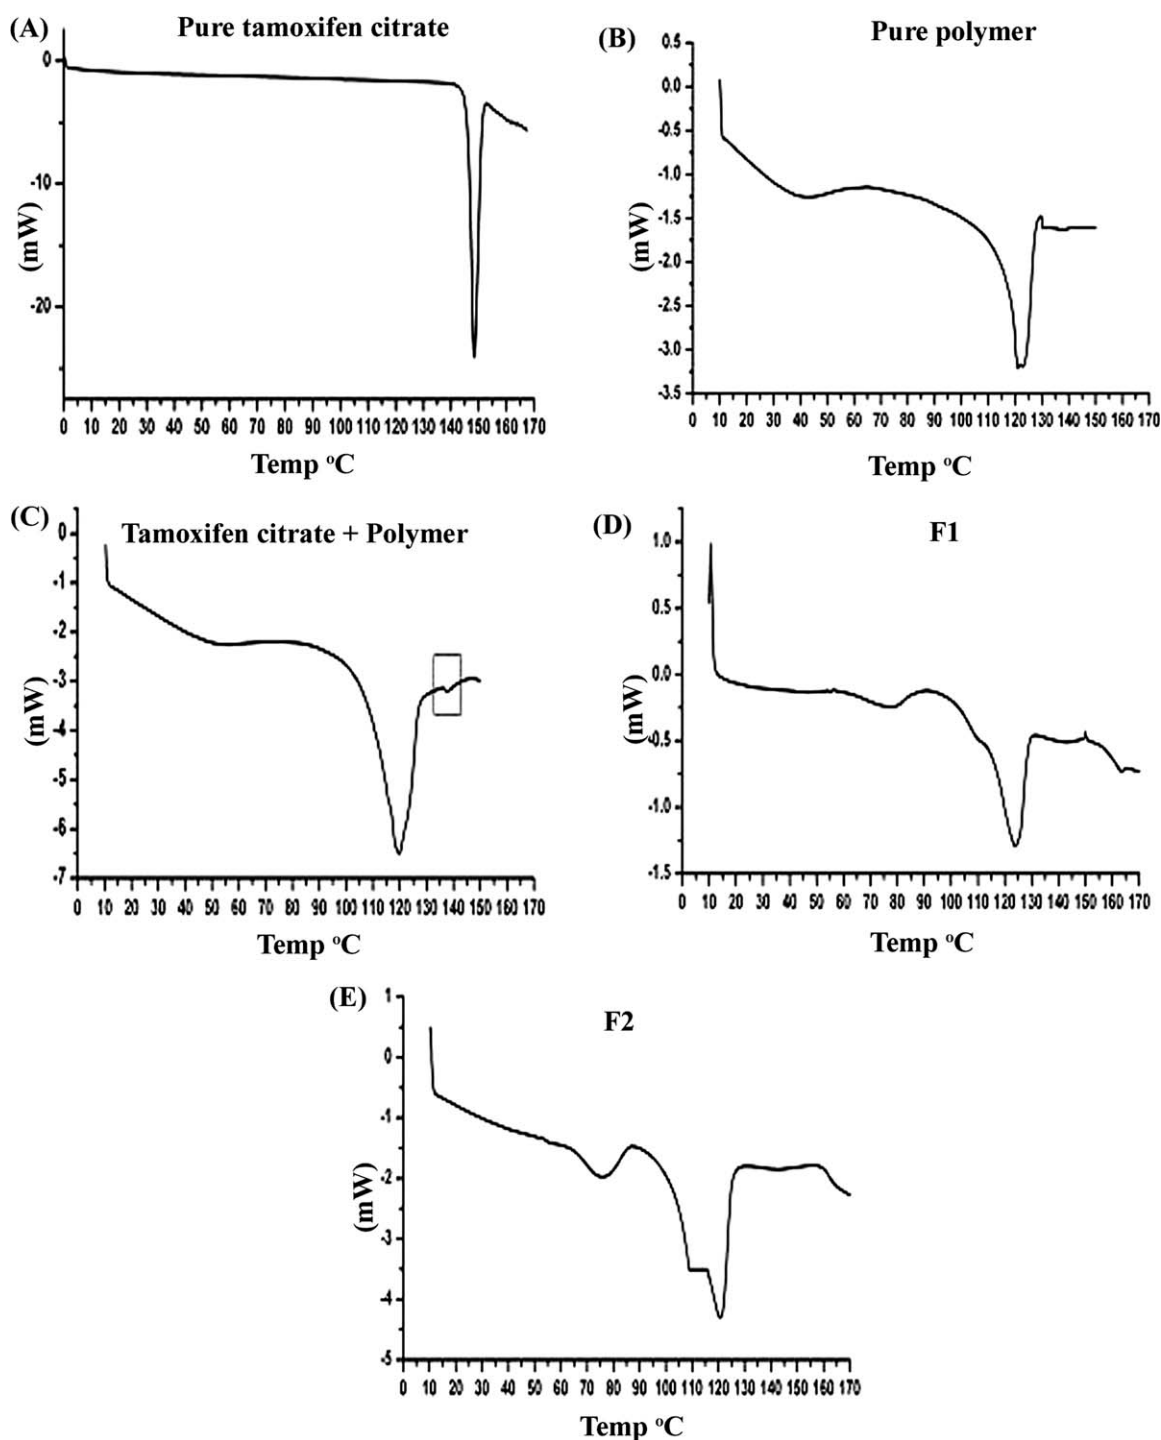 (A)
Pure tamoxifen citrate
0
-10
-20
(mW)
0 10 20 30 40 50 60 70 80 90 100 110 120 130 140 150 160 170
Temp °C
(B)
Pure polymer
0.5
0.0
-0.5
-1.0
-1.5
-2.0
-2.5
-3.0
-3.5
(mW)
0 10 20 30 40 50 60 70 80 90 100 110 120 130 140 150 160 170
Temp °C
(C)
Tamoxifen citrate + Polymer
0
-1
-2
-3
-4
-5
-6
-7
(mW)
0 10 20 30 40 50 60 70 80 90 100 110 120 130 140 150 160 170
Temp °C
(D)
F1
1.0
0.5
0.0
-0.5
-1.0
-1.5
(mW)
0 10 20 30 40 50 60 70 80 90 100 110 120 130 140 150 160 170
Temp °C
(E)
F2
1
0
-1
-2
-3
-4
-5
(mW)
0 10 20 30 40 50 60 70 80 90 100 110 120 130 140 150 160 170
Temp °C